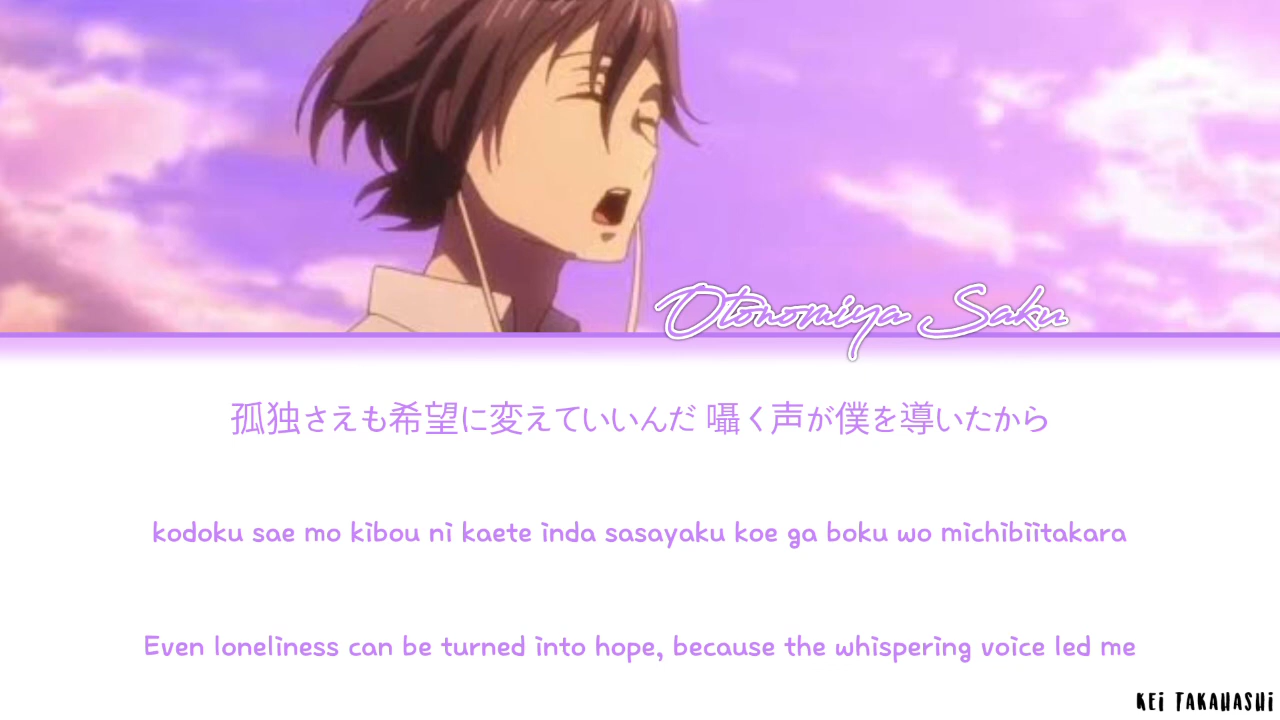 Otonomiya Saku
孤独さえも希望に変えていいんだ 囁く声が僕を導いたから
kodoku sae mo kibou ni kaete iinda sasayaku koe ga boku wo michibiitakara
Even loneliness can be turned into hope, because the whispering voice led me
KEI TAKAHASHI